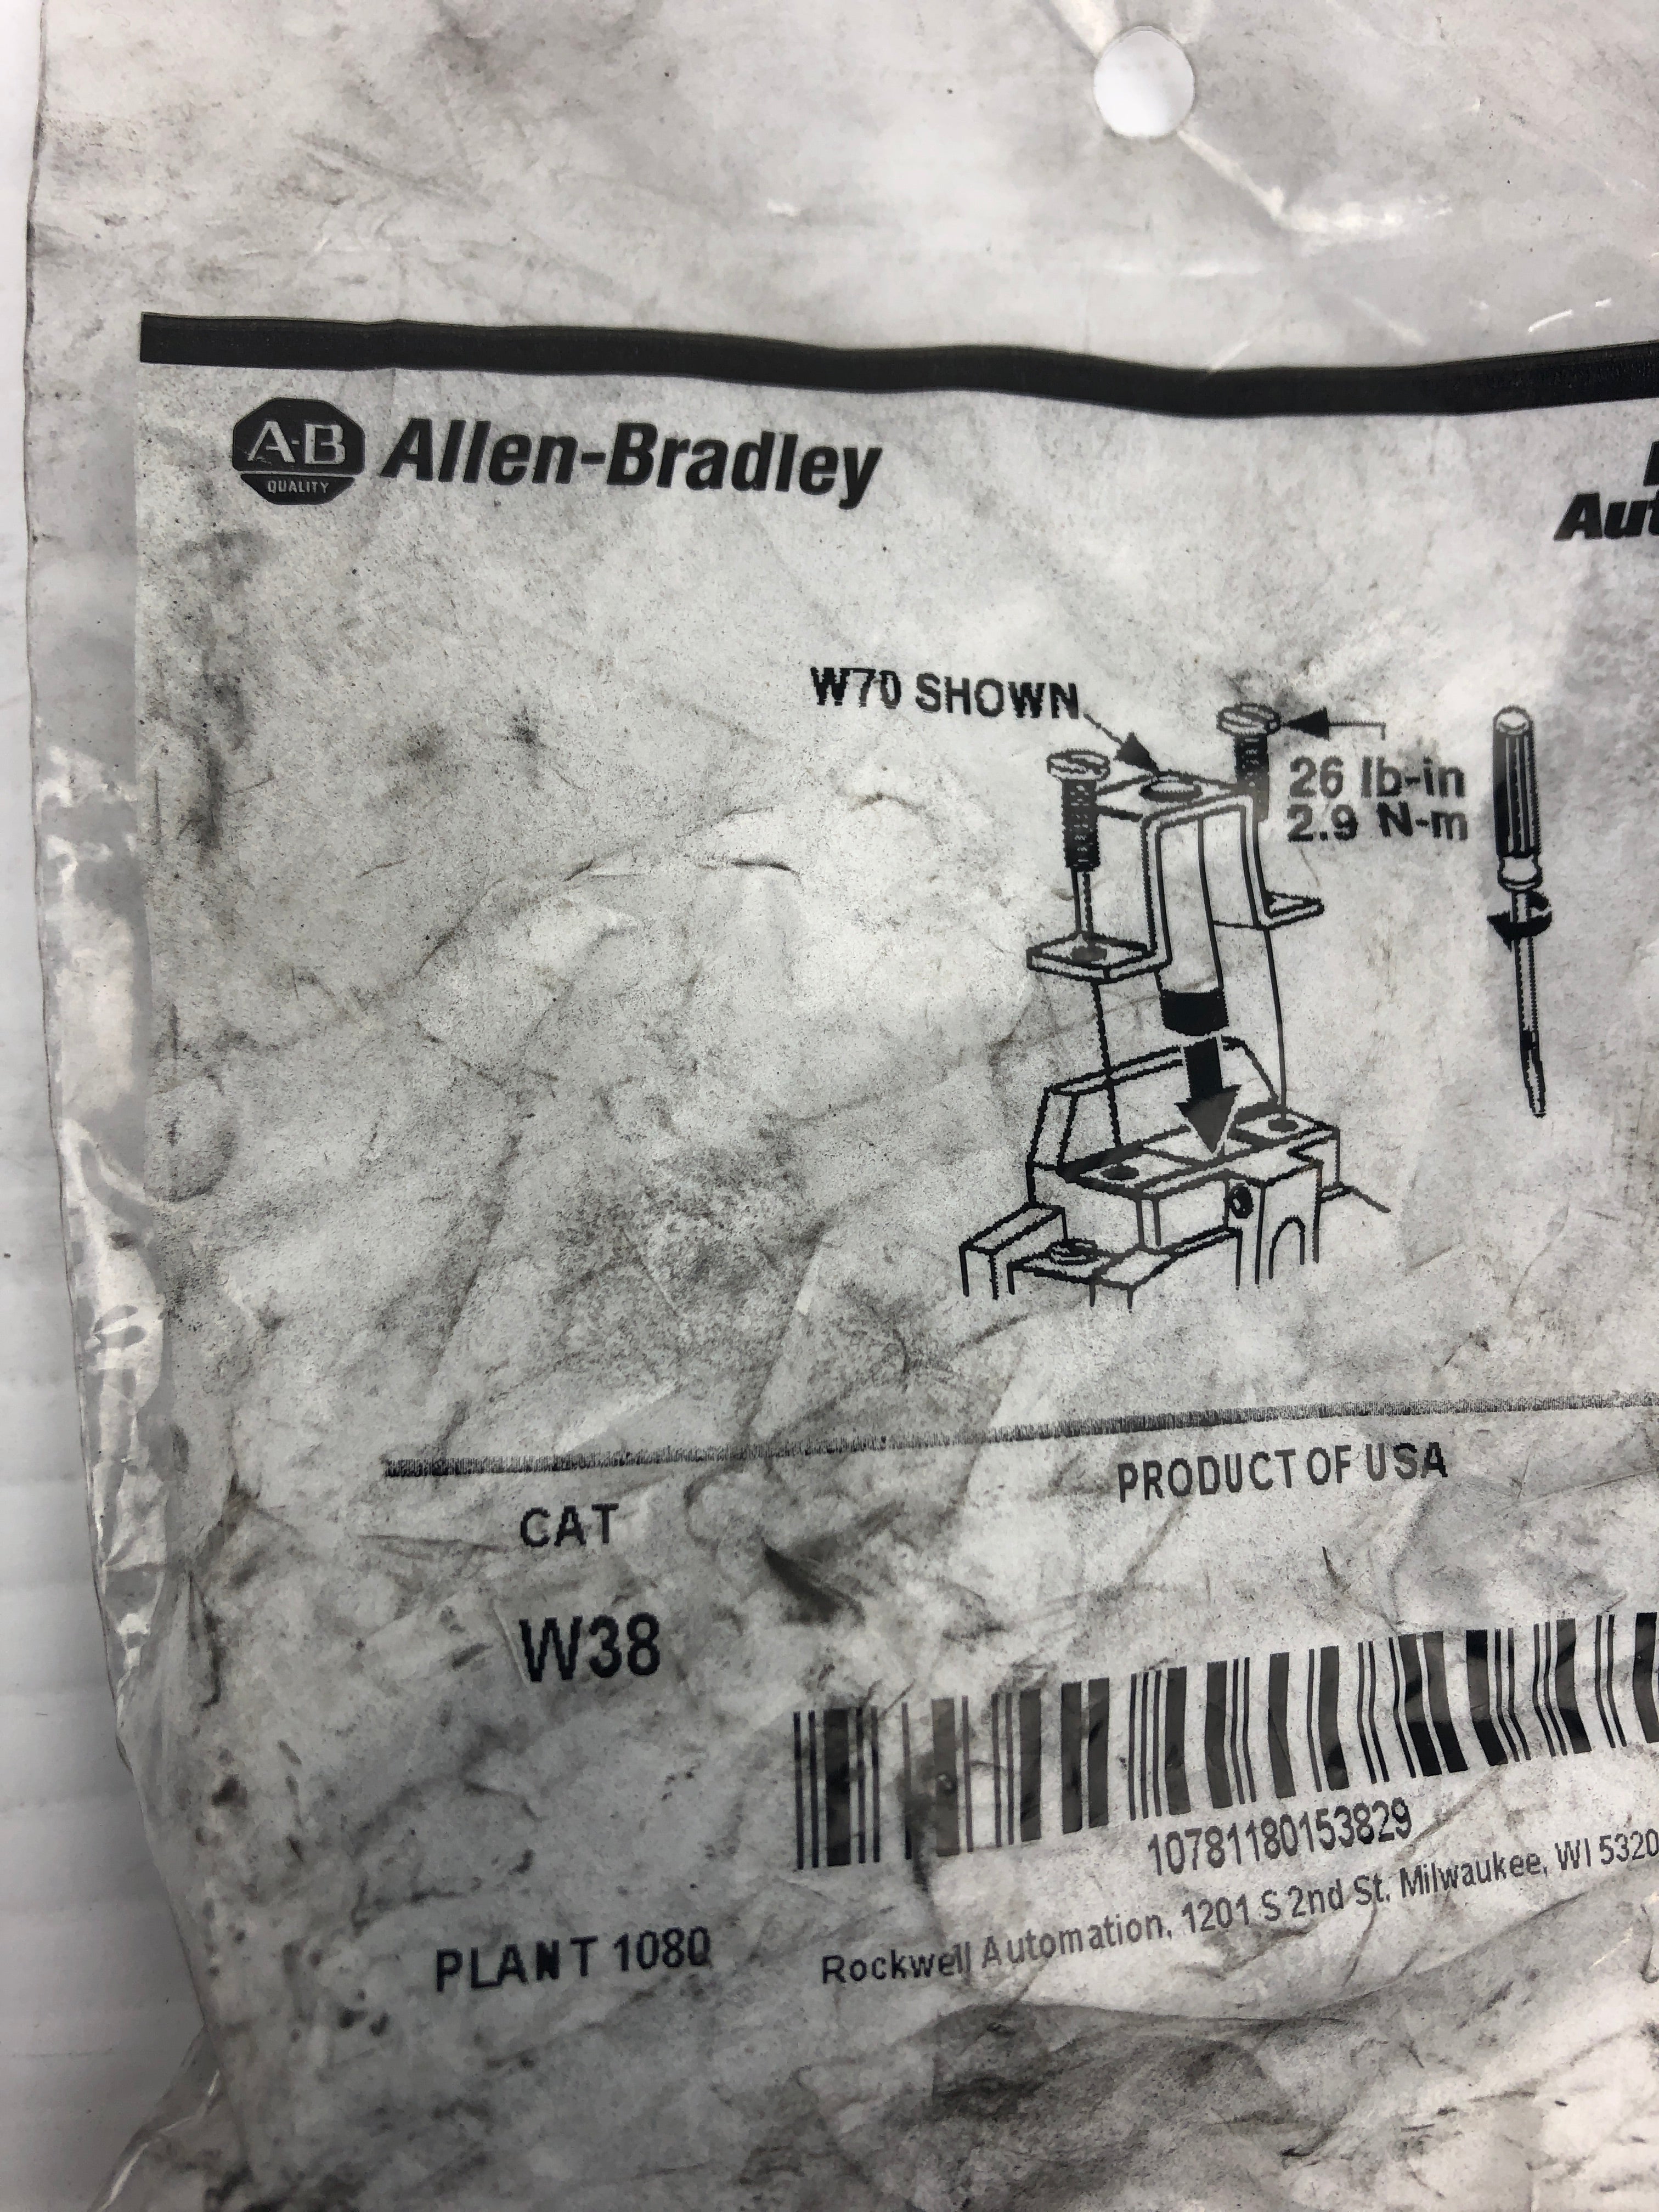 A-B
QUALITY
Allen-Bradley
W70 SHOWN
26 lb-in
2.9 N-m
PRODUCT OF USA
CAT
W38
10781180153829
PLANT 1080
Rockwell Automation, 1201 S 2nd St. Milwaukee, WI